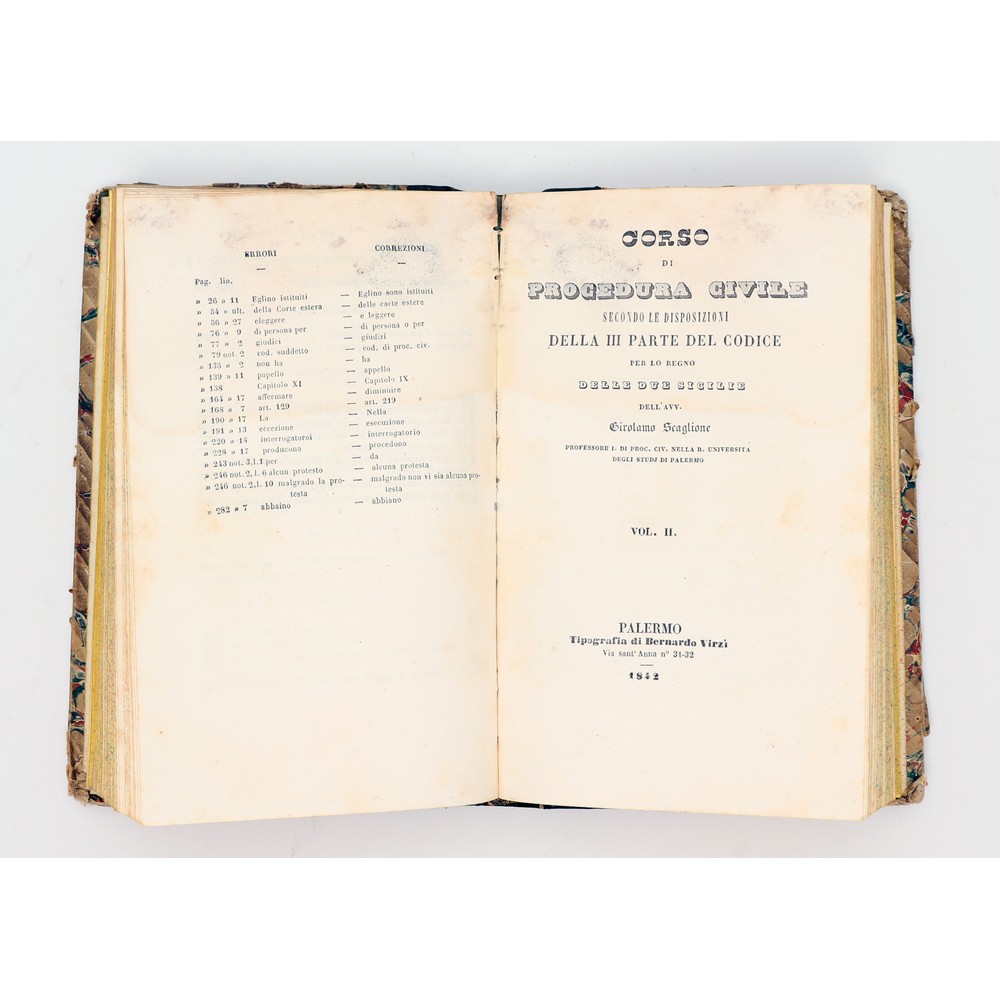 ERRORI CORREZIONI
Pag. lin.
» 26 » 11 Eglino istituiti — Eglino sono istituiti
» 54 » ult. della Corte estera — delle carte estere
» 56 » 27 eleggere — e leggere
» 76 » 9 di persona per — di persona o per
» 77 » 2 giudici — giudizi
» 79 not. 2 cod. suddetto — cod. di proc. civ.
» 135 » 2 non ha — ha
» 139 » 11 papello — appello
» 158 Capitolo XI — Capitolo IX
» 164 » 17 affermare — diminuire
» 168 » 7 art. 129 — art. 219
» 190 » 17 La — Nella
» 191 » 13 eccezione — esecuzione
» 220 » 18 interrogatoroi — interrogatorio
» 228 » 17 producono — procedono
» 243 not. 3, l. 1 per — da
» 246 not. 2, l. 6 alcun protesto — alcuna protesta
» 246 not. 2, l. 10 malgrado la pro- — malgrado non vi sia alcuna pro-
testa testa
» 282 » 7 abbaino — abbiano
CORSO
DI
PROCEDURA CIVILE
SECONDO LE DISPOSIZIONI
DELLA III PARTE DEL CODICE
PER LO REGNO
DELLE DUE SICILIE
DELL'AVV.
Girolamo Scaglione
PROFESSORE I. DI PROC. CIV. NELLA R. UNIVERSITA
DEGLI STUDJ DI PALERMO
VOL. II.
PALERMO
Tipografia di Bernardo Virzì
Via sant'Anna n° 31-32
1842